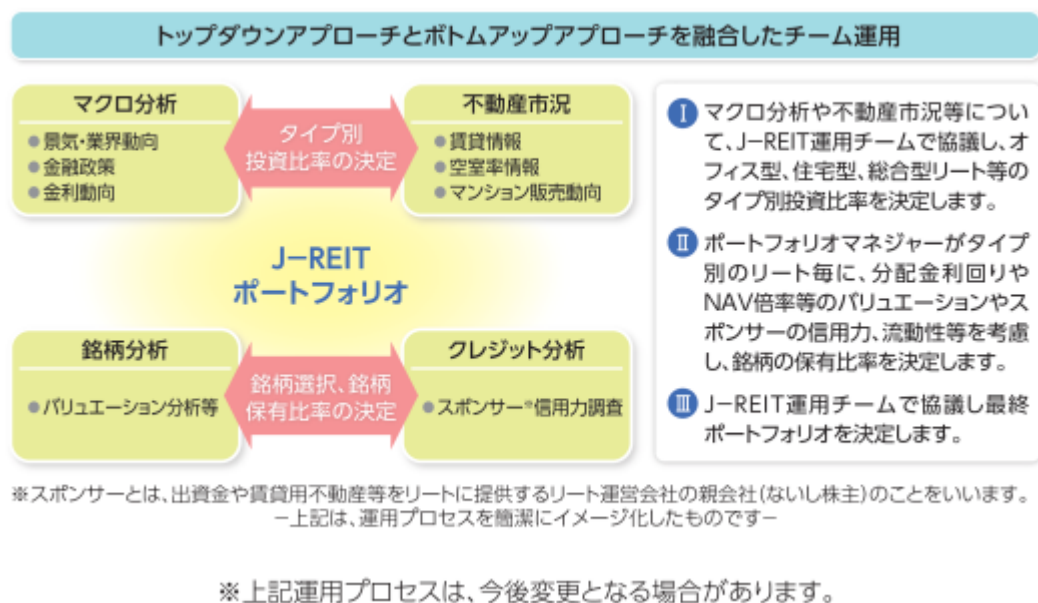 トップダウンアプローチとボトムアップアプローチを融合したチーム運用
マクロ分析
●景気・業界動向
●金融政策
●金利動向
タイプ別
投資比率の決定
不動産市況
●賃貸情報
●空室率情報
●マンション販売動向
J-REIT
ポートフォリオ
銘柄分析
●バリュエーション分析等
銘柄選択、銘柄
保有比率の決定
クレジット分析
●スポンサー※信用力調査
Ⅰ マクロ分析や不動産市況等につい
て、J-REIT運用チームで協議し、オ
フィス型、住宅型、総合型リート等の
タイプ別投資比率を決定します。
Ⅱ ポートフォリオマネジャーがタイプ
別のリート毎に、分配金利回りや
NAV倍率等のバリュエーションやス
ポンサーの信用力、流動性等を考慮
し、銘柄の保有比率を決定します。
Ⅲ J-REIT運用チームで協議し最終
ポートフォリオを決定します。
※スポンサーとは、出資金や賃貸用不動産等をリートに提供するリート運営会社の親会社(ないし株主)のことをいいます。
-上記は、運用プロセスを簡潔にイメージ化したものです-
※上記運用プロセスは、今後変更となる場合があります。